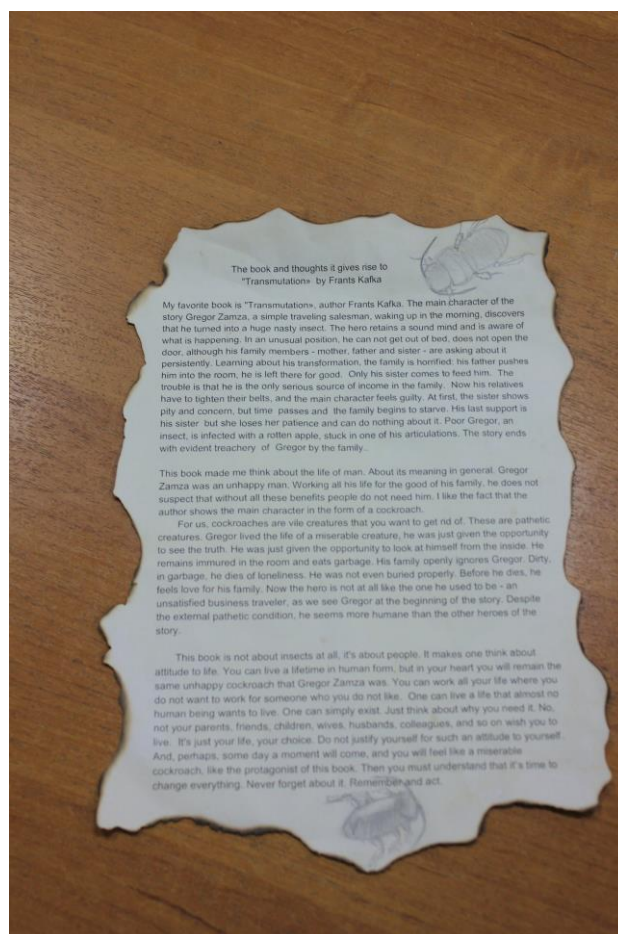 The book and thoughts it gives rise to
"Transmutation» by Frants Kafka
My favorite book is "Transmutation», author Frants Kafka. The main character of the
story Gregor Zamza, a simple traveling salesman, waking up in the morning, discovers
that he turned into a huge nasty insect. The hero retains a sound mind and is aware of
what is happening. In an unusual position, he can not get out of bed, does not open the
door, although his family members - mother, father and sister - are asking about it
persistently. Learning about his transformation, the family is horrified: his father pushes
him into the room, he is left there for good. Only his sister comes to feed him. The
trouble is that he is the only serious source of income in the family. Now his relatives
have to tighten their belts, and the main character feels guilty. At first, the sister shows
pity and concern, but time passes and the family begins to starve. His last support is
his sister but she loses her patience and can do nothing about it. Poor Gregor, an
insect, is infected with a rotten apple, stuck in one of his articulations. The story ends
with evident treachery of Gregor by the family.
This book made me think about the life of man. About its meaning in general. Gregor
Zamza was an unhappy man. Working all his life for the good of his family, he does not
suspect that without all these benefits people do not need him. I like the fact that the
author shows the main character in the form of a cockroach.
For us, cockroaches are vile creatures that you want to get rid of. These are pathetic
creatures. Gregor lived the life of a miserable creature, he was just given the opportunity
to see the truth. He was just given the opportunity to look at himself from the inside. He
remains immured in the room and eats garbage. His family openly ignores Gregor. Dirty,
in garbage, he dies of loneliness. He was not even buried properly. Before he dies, he
feels love for his family. Now the hero is not at all like the one he used to be - an
unsatisfied business traveler, as we see Gregor at the beginning of the story. Despite
the external pathetic condition, he seems more humane than the other heroes of the
story.
This book is not about insects at all, it's about people. It makes one think about
attitude to life. You can live a lifetime in human form, but in your heart you will remain the
same unhappy cockroach that Gregor Zamza was. You can work all your life where you
do not want to work for someone who you do not like. One can live a life that almost no
human being wants to live. One can simply exist. Just think about why you need it. No,
not your parents, friends, children, wives, husbands, colleagues, and so on wish you to
live. It's just your life, your choice. Do not justify yourself for such an attitude to yourself.
And, perhaps, some day a moment will come, and you will feel like a miserable
cockroach, like the protagonist of this book. Then you must understand that it's time to
change everything. Never forget about it. Remember and act.